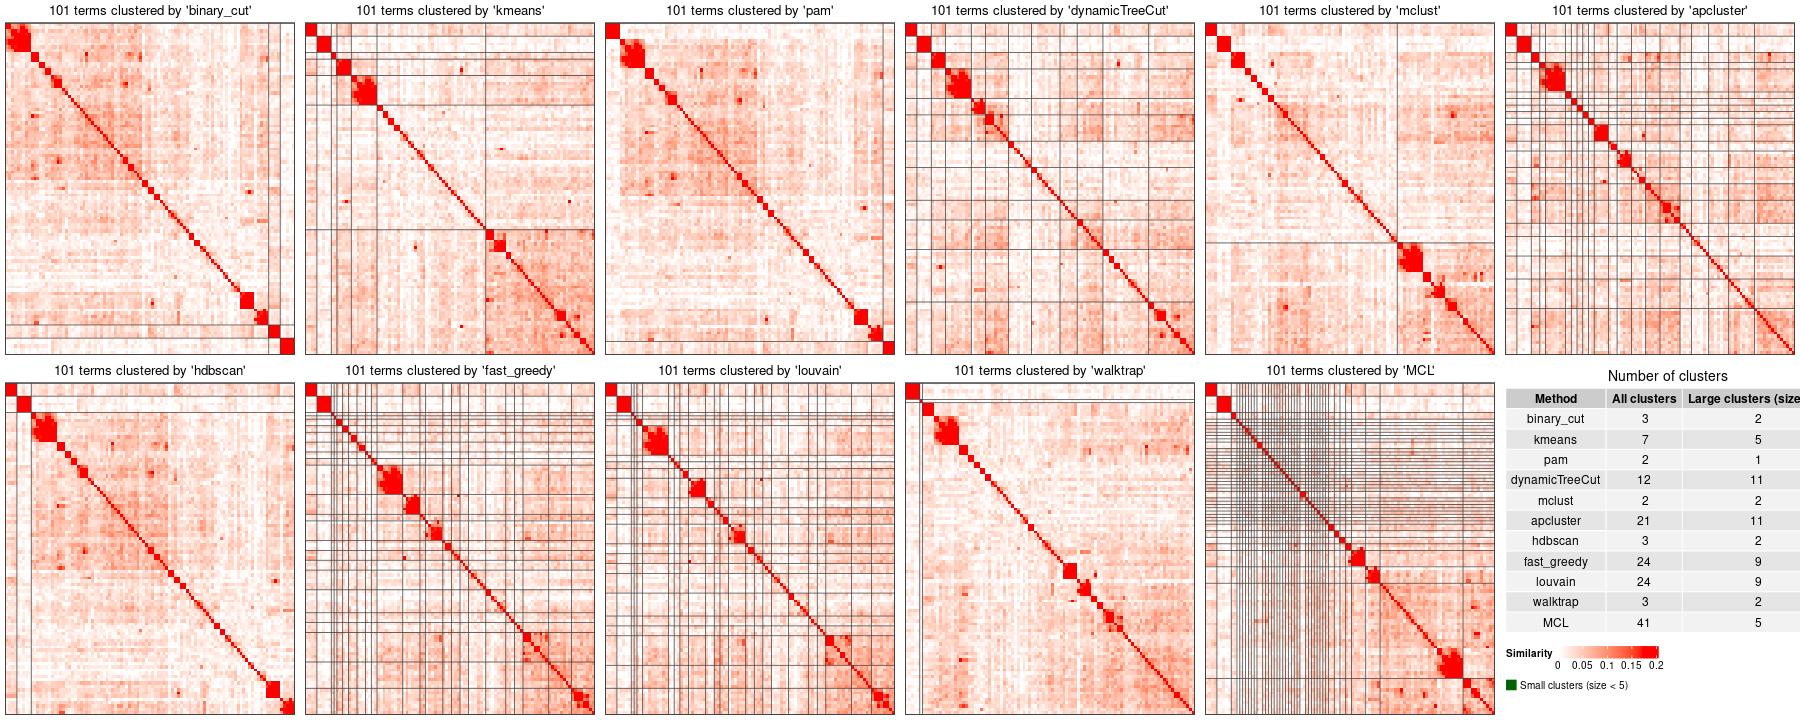 101 terms clustered by 'binary_cut'
101 terms clustered by 'kmeans'
101 terms clustered by 'pam'
101 terms clustered by 'dynamicTreeCut'
101 terms clustered by 'mclust'
101 terms clustered by 'apcluster'
101 terms clustered by 'hdbscan'
101 terms clustered by 'fast_greedy'
101 terms clustered by 'louvain'
101 terms clustered by 'walktrap'
101 terms clustered by 'MCL'
Number of clusters
Method All clusters Large clusters (size
binary_cut 3 2
kmeans 7 5
pam 2 1
dynamicTreeCut 12 11
mclust 2 2
apcluster 21 11
hdbscan 3 2
fast_greedy 24 9
louvain 24 9
walktrap 3 2
MCL 41 5
Similarity
0 0.05 0.1 0.15 0.2
Small clusters (size < 5)